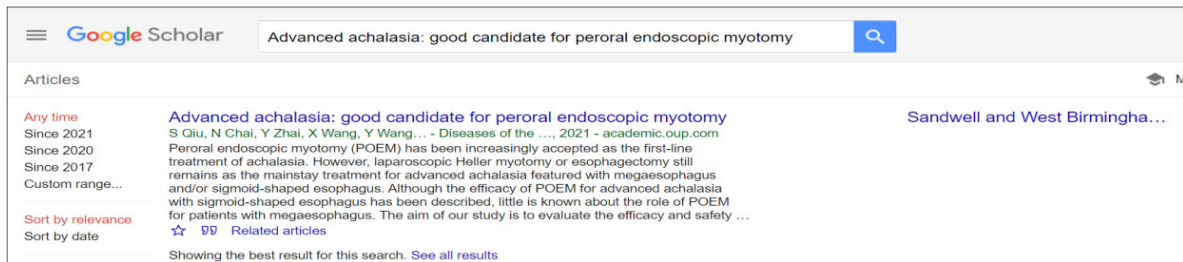 Google Scholar
Advanced achalasia: good candidate for peroral endoscopic myotomy
Articles
M
Any time
Since 2021
Since 2020
Since 2017
Custom range...
Sort by relevance
Sort by date
Advanced achalasia: good candidate for peroral endoscopic myotomy
S Qiu, N Chai, Y Zhai, X Wang, Y Wang… - Diseases of the …, 2021 - academic.oup.com
Peroral endoscopic myotomy (POEM) has been increasingly accepted as the first-line
treatment of achalasia. However, laparoscopic Heller myotomy or esophagectomy still
remains as the mainstay treatment for advanced achalasia featured with megaesophagus
and/or sigmoid-shaped esophagus. Although the efficacy of POEM for advanced achalasia
with sigmoid-shaped esophagus has been described, little is known about the role of POEM
for patients with megaesophagus. The aim of our study is to evaluate the efficacy and safety …
Related articles
Showing the best result for this search. See all results
Sandwell and West Birmingha…